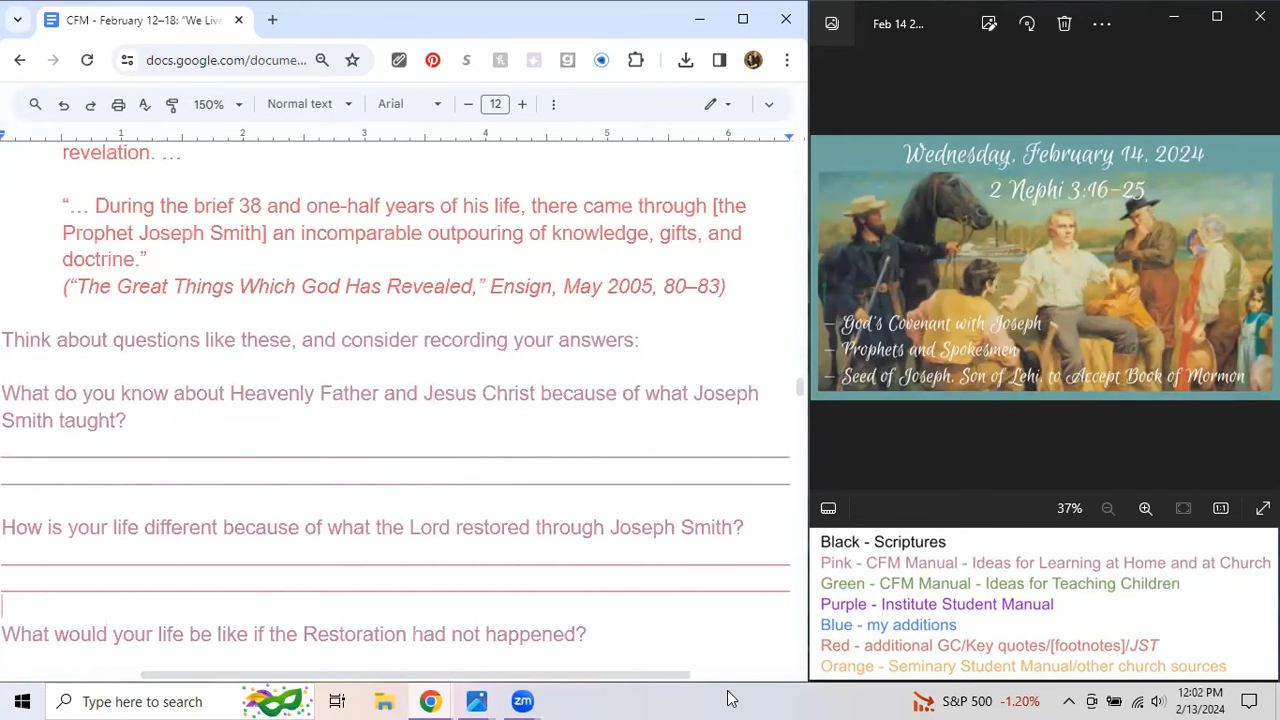 CFM - February 12–18: “We Live
docs.google.com/docume...
150%
Normal text
Arial
12
1 2 3 4 5 6
revelation. …
“… During the brief 38 and one-half years of his life, there came through [the
Prophet Joseph Smith] an incomparable outpouring of knowledge, gifts, and
doctrine.”
(“The Great Things Which God Has Revealed,” Ensign, May 2005, 80–83)
Think about questions like these, and consider recording your answers:
What do you know about Heavenly Father and Jesus Christ because of what Joseph
Smith taught?
How is your life different because of what the Lord restored through Joseph Smith?
What would your life be like if the Restoration had not happened?
Feb 14 2...
Wednesday, February 14, 2024
2 Nephi 3:16-25
– God's Covenant with Joseph
– Prophets and Spokesmen
– Seed of Joseph, Son of Lehi, to Accept Book of Mormon
37%
1:1
Black - Scriptures
Pink - CFM Manual - Ideas for Learning at Home and at Church
Green - CFM Manual - Ideas for Teaching Children
Purple - Institute Student Manual
Blue - my additions
Red - additional GC/Key quotes/[footnotes]/JST
Orange - Seminary Student Manual/other church sources
Type here to search
zm
S&P 500 -1.20%
12:02 PM
2/13/2024